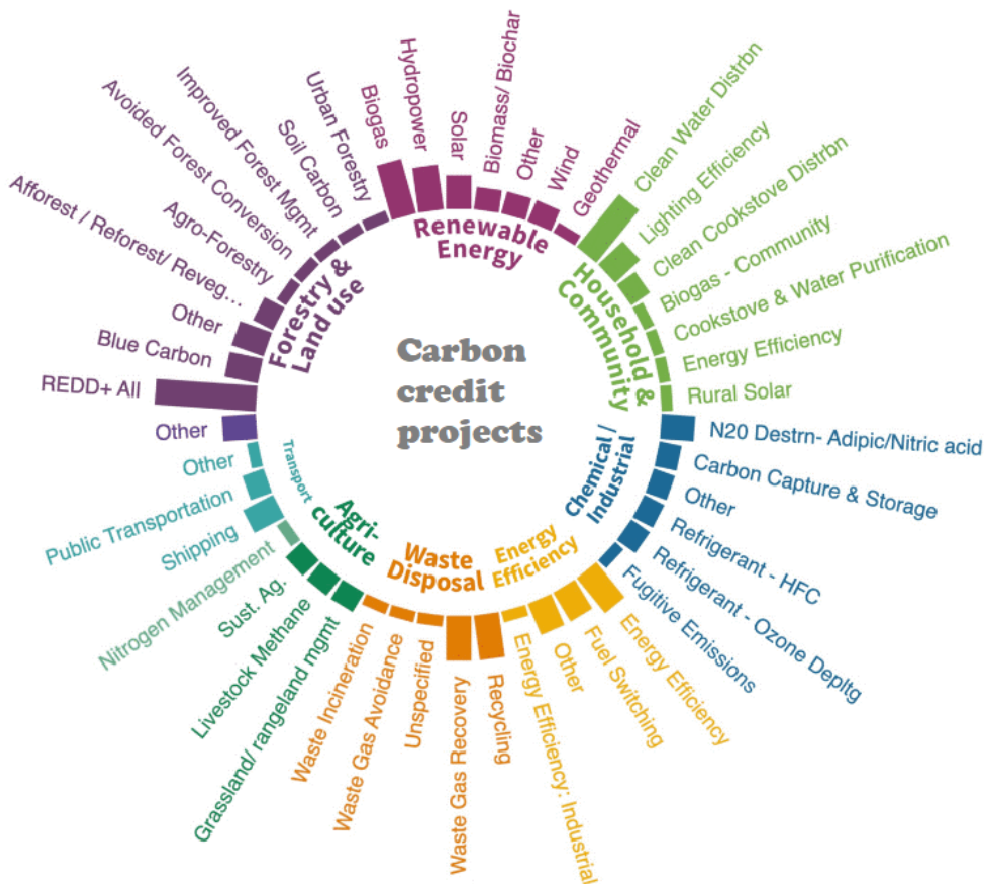 Carbon
credit
projects
Renewable
Energy
Biogas
Hydropower
Solar
Biomass/ Biochar
Other
Wind
Geothermal
Household &
Community
Clean Water Distrbn
Lighting Efficiency
Clean Cookstove Distrbn
Biogas - Community
Cookstove & Water Purification
Energy Efficiency
Rural Solar
Chemical /
Industrial
N20 Destrn- Adipic/Nitric acid
Carbon Capture & Storage
Other
Refrigerant - HFC
Refrigerant - Ozone Depltg
Fugitive Emissions
Energy
Efficiency
Energy Efficiency
Fuel Switching
Other
Energy Efficiency: Industrial
Waste
Disposal
Recycling
Waste Gas Recovery
Unspecified
Waste Gas Avoidance
Waste Incineration
Agri-
culture
Grassland/ rangeland mgmt
Livestock Methane
Sust. Ag.
Nitrogen Management
Transport
Shipping
Public Transportation
Other
Other
Forestry &
Land Use
REDD+ All
Blue Carbon
Other
Afforest / Reforest/ Reveg…
Agro-Forestry
Avoided Forest Conversion
Improved Forest Mgmt
Soil Carbon
Urban Forestry